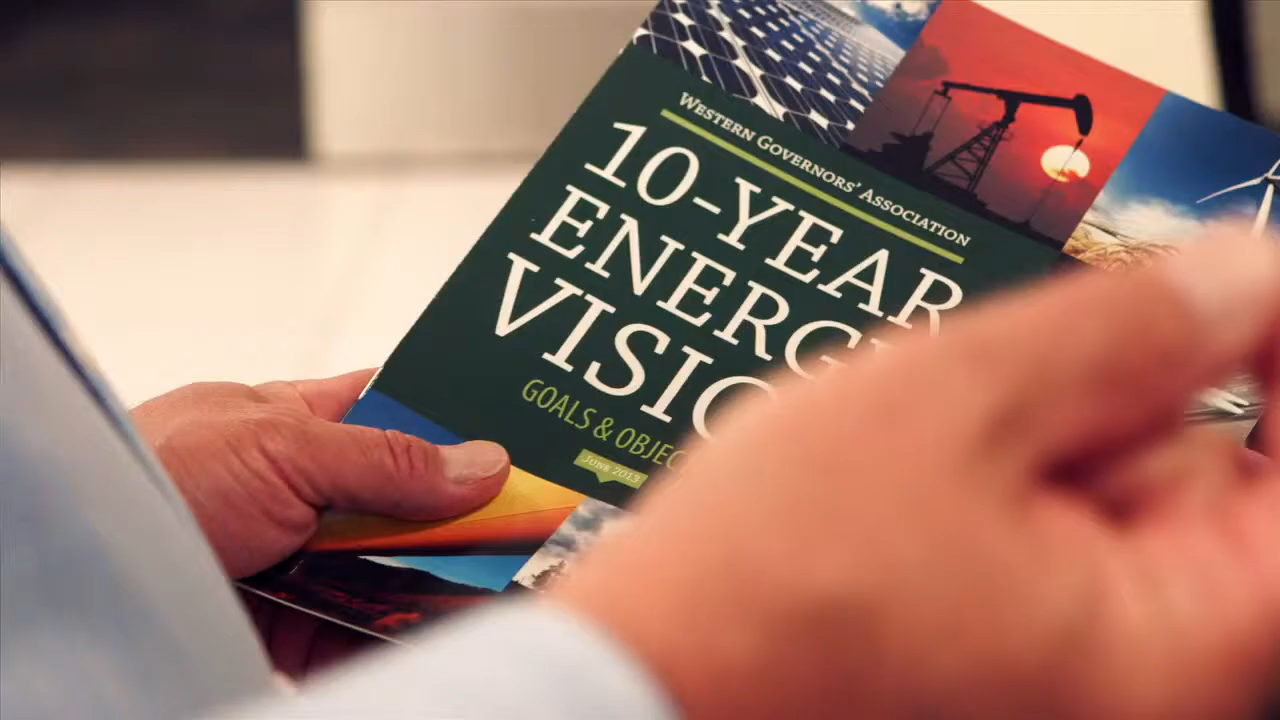 WESTERN GOVERNORS' ASSOCIATION
10-YEAR
ENERG
VISIO
GOALS & OBJEC
JUNE 2013